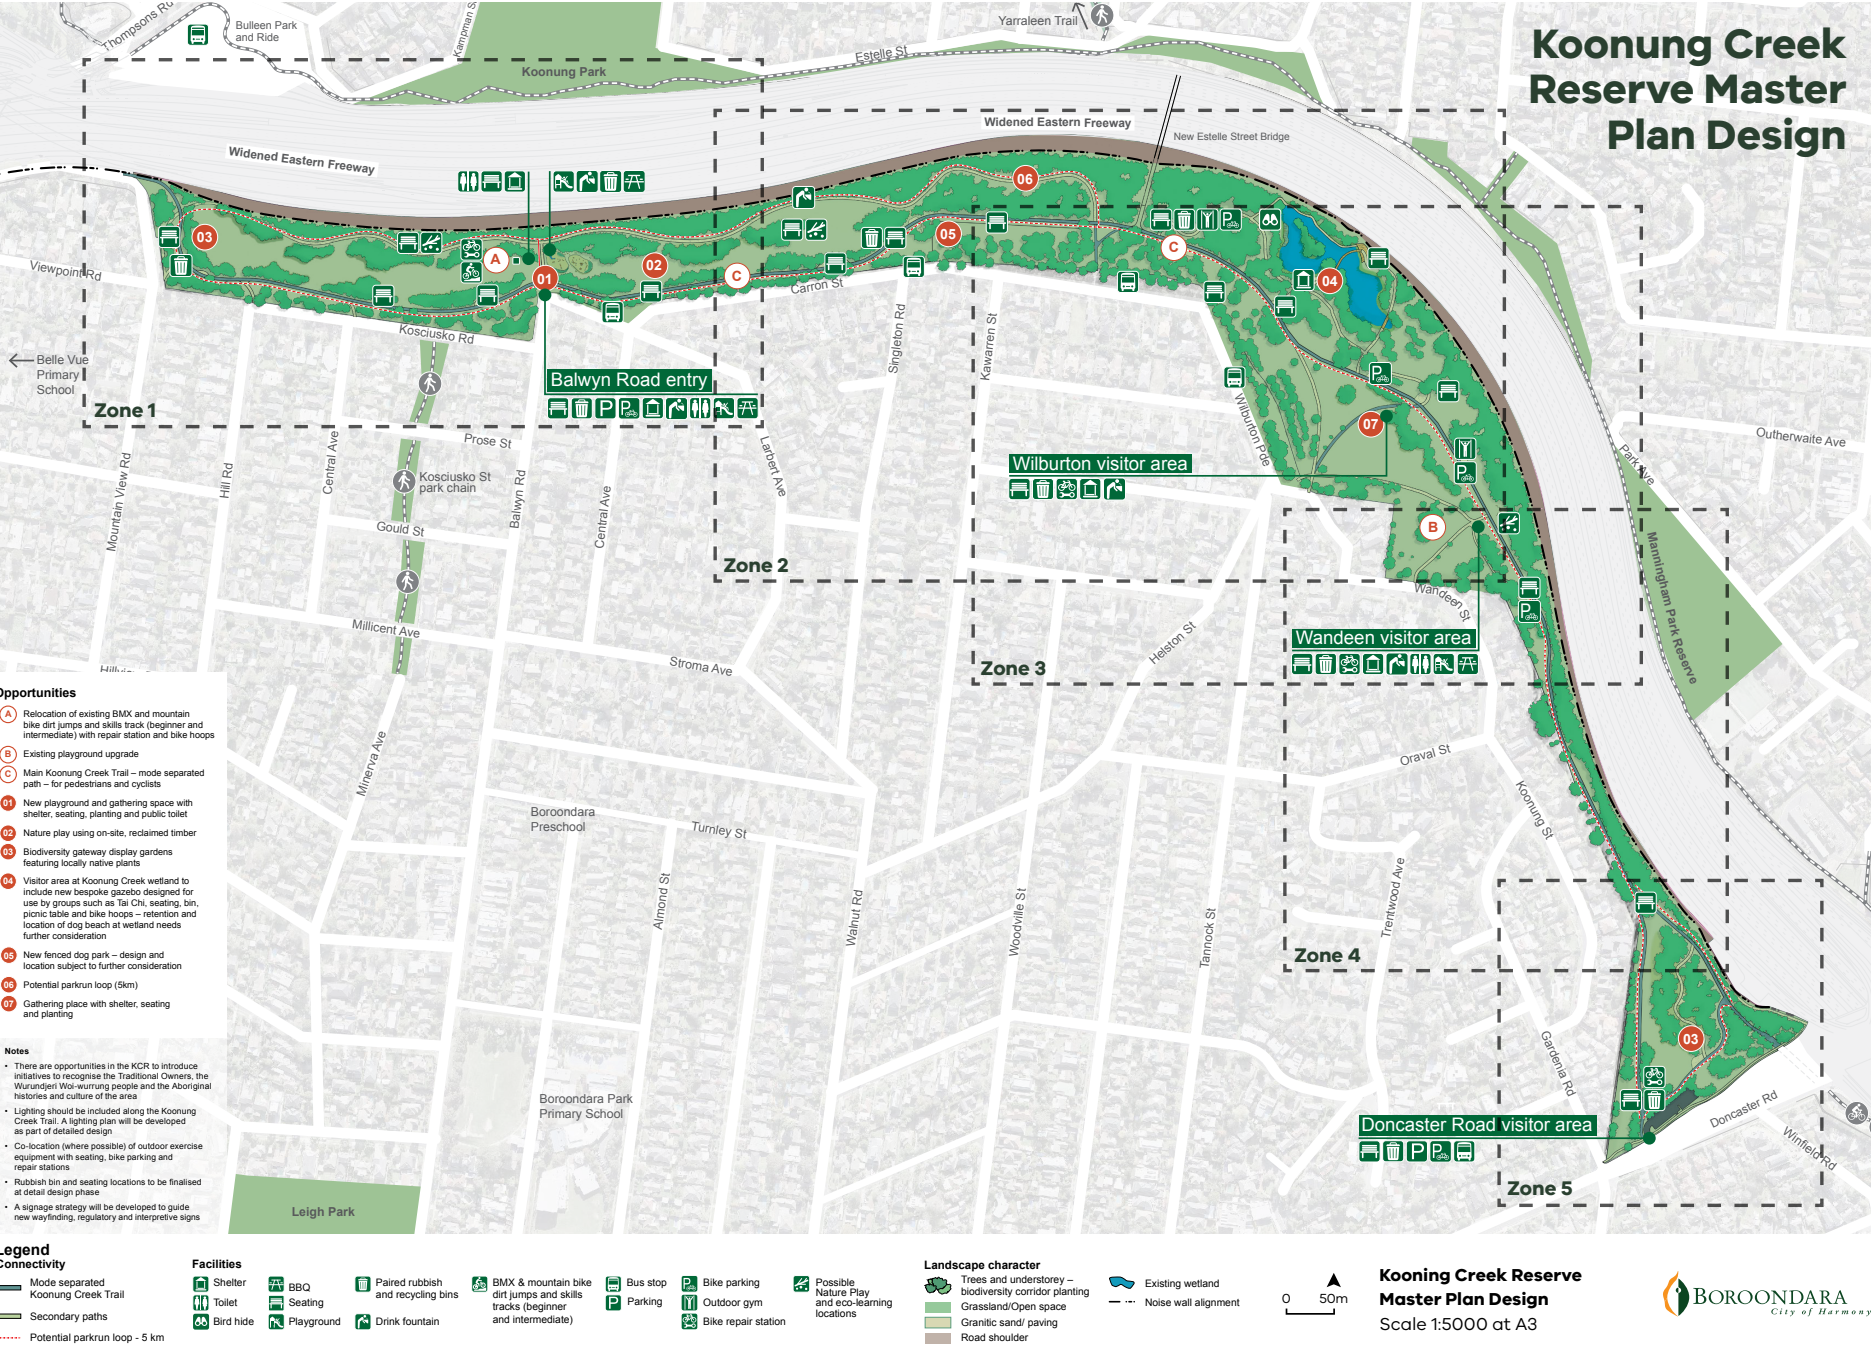 Koonung Creek
Reserve Master
Plan Design
Thompsons Rd
Bulleen Park
and Ride
Kampman S
Koonung Park
Estelle St
Yarraleen Trail
Widened Eastern Freeway
Widened Eastern Freeway
New Estelle Street Bridge
03
A
01
02
C
05
06
C
04
07
B
03
Viewpoint Rd
Belle Vue
Primary
School
Kosciusko Rd
Carron St
Singleton Rd
Kawarren St
Wilburton Pde
Balwyn Road entry
P
P
P
P
P
Zone 1
Zone 2
Zone 3
Zone 4
Zone 5
Prose St
Larbert Ave
Mountain View Rd
Hill Rd
Central Ave
Kosciusko St
park chain
Balwyn Rd
Central Ave
Gould St
Millicent Ave
Stroma Ave
Wilburton visitor area
Wandeen St
Wandeen visitor area
Helston St
Outherwaite Ave
Park Ave
Manningham Park Reserve
Oraval St
Koonung St
Minerva Ave
Boroondara
Preschool
Turnley St
Almond St
Walnut Rd
Woodville St
Tannock St
Trentwood Ave
Gardenia Rd
Boroondara Park
Primary School
Leigh Park
Doncaster Road visitor area
P
P
Doncaster Rd
Winfield Rd
Opportunities
A Relocation of existing BMX and mountain
bike dirt jumps and skills track (beginner and
intermediate) with repair station and bike hoops
B Existing playground upgrade
C Main Koonung Creek Trail – mode separated
path – for pedestrians and cyclists
01 New playground and gathering space with
shelter, seating, planting and public toilet
02 Nature play using on-site, reclaimed timber
03 Biodiversity gateway display gardens
featuring locally native plants
04 Visitor area at Koonung Creek wetland to
include new bespoke gazebo designed for
use by groups such as Tai Chi, seating, bin,
picnic table and bike hoops – retention and
location of dog beach at wetland needs
further consideration
05 New fenced dog park – design and
location subject to further consideration
06 Potential parkrun loop (5km)
07 Gathering place with shelter, seating
and planting
Notes
• There are opportunities in the KCR to introduce
initiatives to recognise the Traditional Owners, the
Wurundjeri Woi-wurrung people and the Aboriginal
histories and culture of the area
• Lighting should be included along the Koonung
Creek Trail. A lighting plan will be developed
as part of detailed design
• Co-location (where possible) of outdoor exercise
equipment with seating, bike parking and
repair stations
• Rubbish bin and seating locations to be finalised
at detail design phase
• A signage strategy will be developed to guide
new wayfinding, regulatory and interpretive signs
Legend
Connectivity
Mode separated
Koonung Creek Trail
Secondary paths
Potential parkrun loop - 5 km
Facilities
Shelter
Toilet
Bird hide
BBQ
Seating
Playground
Paired rubbish
and recycling bins
Drink fountain
BMX & mountain bike
dirt jumps and skills
tracks (beginner
and intermediate)
Bus stop
P Parking
Bike parking
Outdoor gym
Bike repair station
Possible
Nature Play
and eco-learning
locations
Landscape character
Trees and understorey –
biodiversity corridor planting
Grassland/Open space
Granitic sand/ paving
Road shoulder
Existing wetland
Noise wall alignment
0 50m
Kooning Creek Reserve
Master Plan Design
Scale 1:5000 at A3
BOROONDARA
City of Harmony